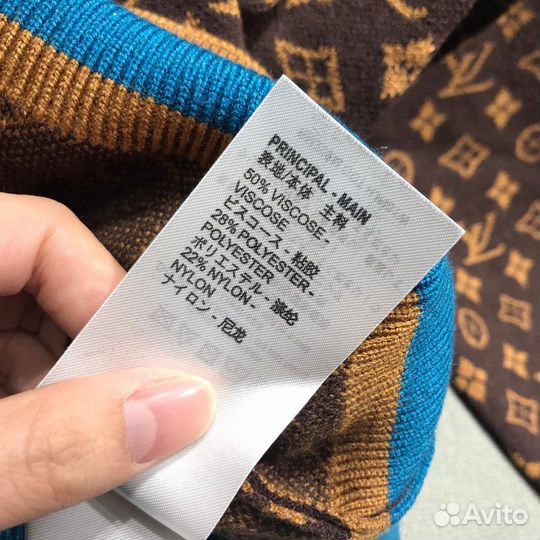 PRINCIPAL - MAIN
表地/本体 主料
50% VISCOSE -
VISCOSE
ビスコース - 粘胶
28% POLYESTER -
POLYESTER
ポリエステル - 涤纶
22% NYLON -
NYLON
ナイロン - 尼龙
Avito